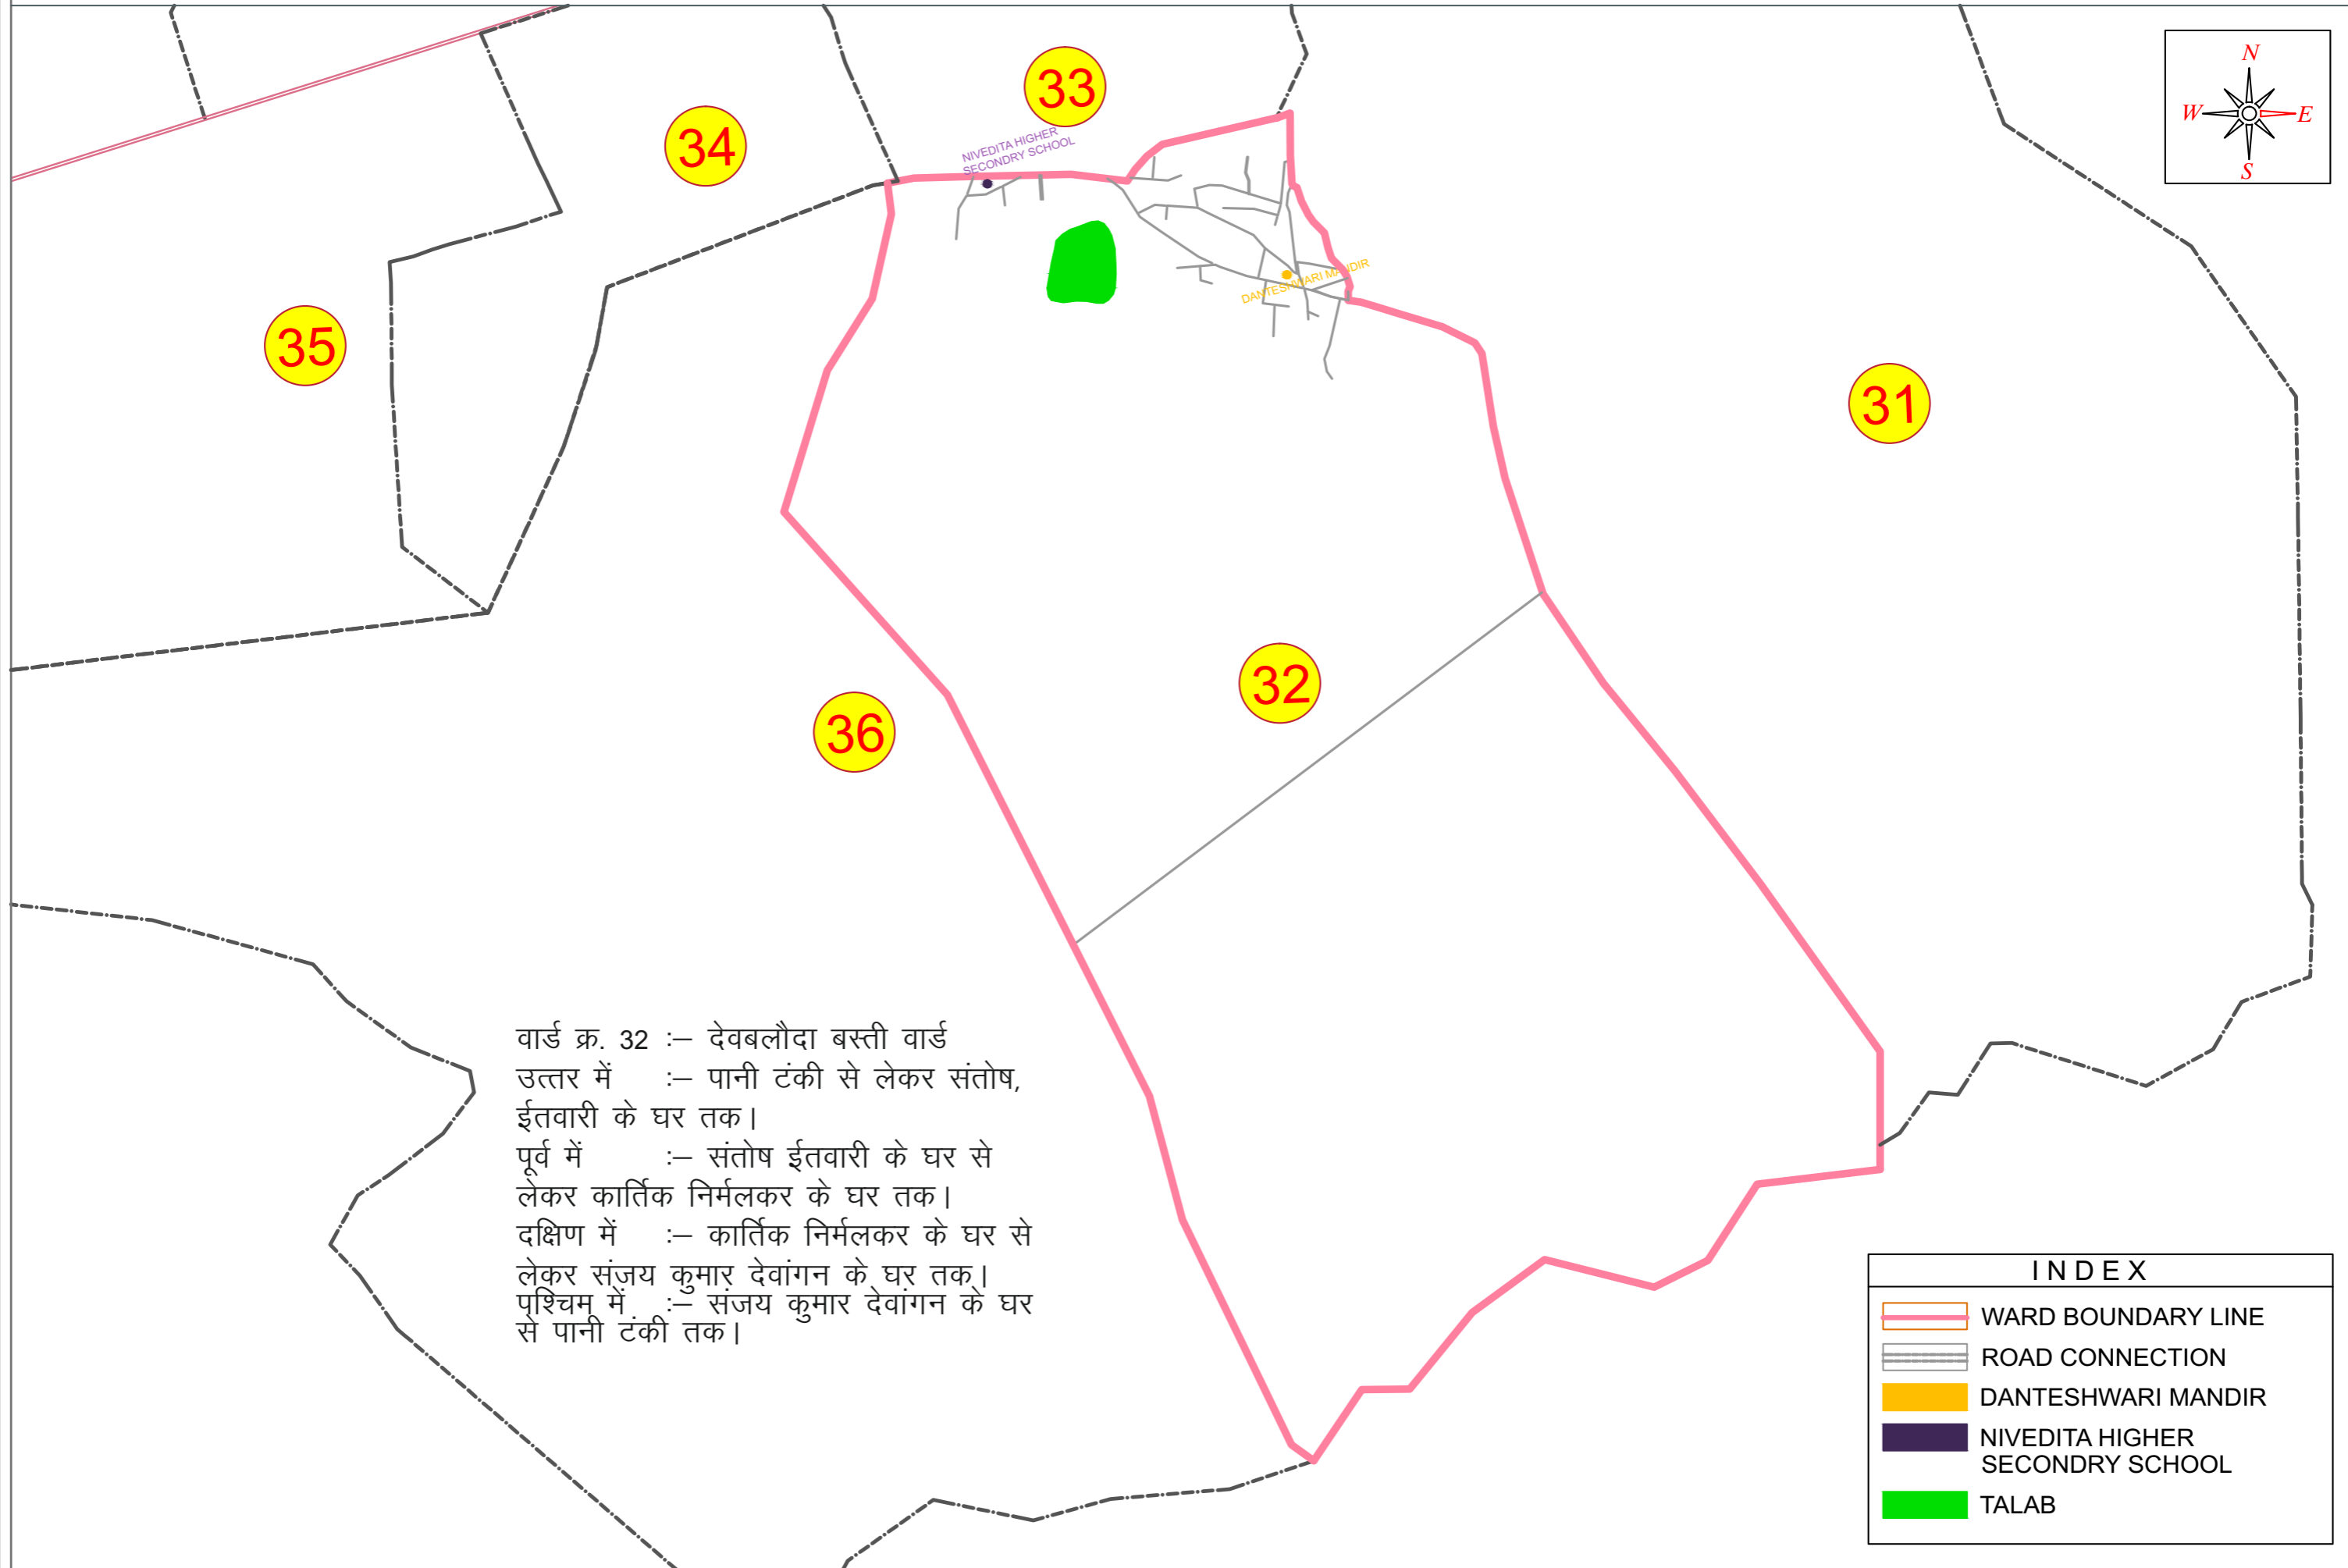 33
34
NIVEDITA HIGHER
SECONDRY SCHOOL
N
W
E
S
DANTESHWARI MANDIR
35
31
32
36
वार्ड क्र. 32 :– देवबलौदा बस्ती वार्ड
उत्तर में :– पानी टंकी से लेकर संतोष,
ईतवारी के घर तक।
पूर्व में :– संतोष ईतवारी के घर से
लेकर कार्तिक निर्मलकर के घर तक।
दक्षिण में :– कार्तिक निर्मलकर के घर से
लेकर संजय कुमार देवांगन के घर तक।
पश्चिम में :– संजय कुमार देवांगन के घर
से पानी टंकी तक।
INDEX
WARD BOUNDARY LINE
ROAD CONNECTION
DANTESHWARI MANDIR
NIVEDITA HIGHER
SECONDRY SCHOOL
TALAB